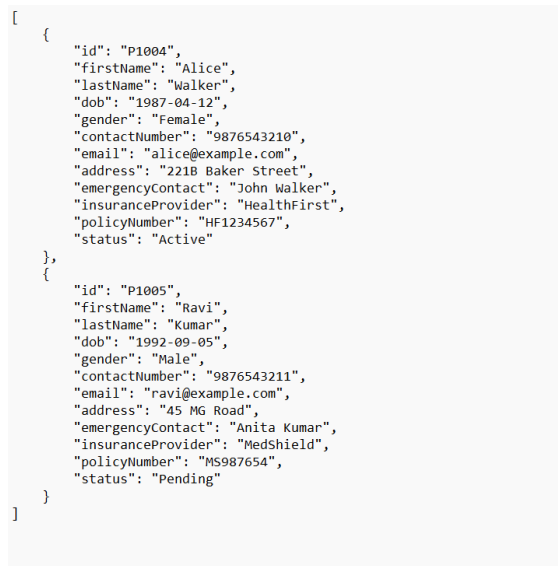 [
    {
        "id": "P1004",
        "firstName": "Alice",
        "lastName": "Walker",
        "dob": "1987-04-12",
        "gender": "Female",
        "contactNumber": "9876543210",
        "email": "alice@example.com",
        "address": "221B Baker Street",
        "emergencyContact": "John Walker",
        "insuranceProvider": "HealthFirst",
        "policyNumber": "HF1234567",
        "status": "Active"
    },
    {
        "id": "P1005",
        "firstName": "Ravi",
        "lastName": "Kumar",
        "dob": "1992-09-05",
        "gender": "Male",
        "contactNumber": "9876543211",
        "email": "ravi@example.com",
        "address": "45 MG Road",
        "emergencyContact": "Anita Kumar",
        "insuranceProvider": "MedShield",
        "policyNumber": "MS987654",
        "status": "Pending"
    }
]